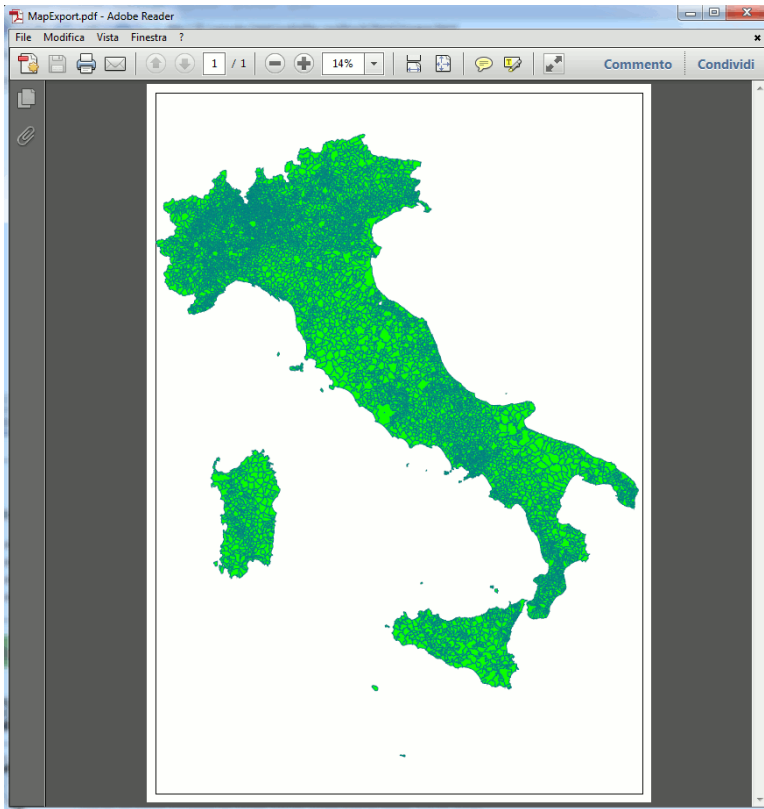 MapExport.pdf - Adobe Reader
File Modifica Vista Finestra ?
1 / 1 14% Commento Condividi